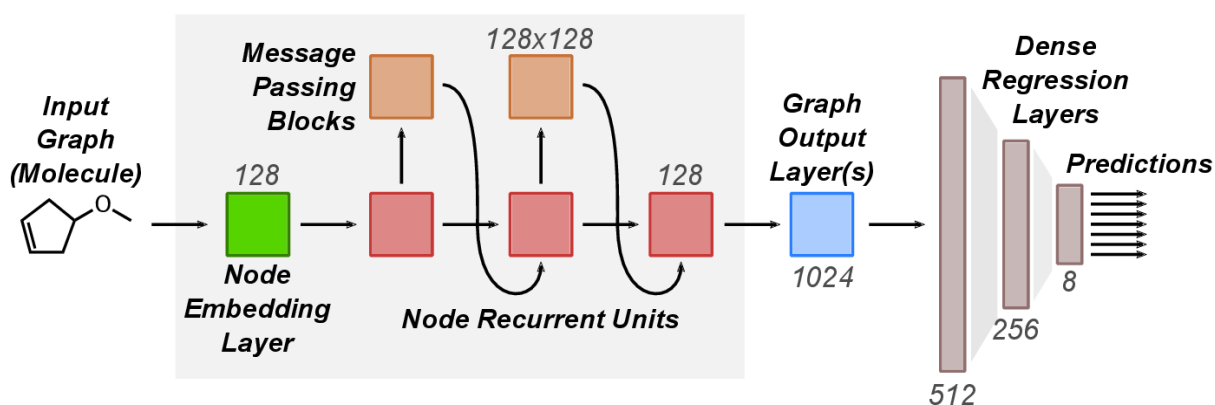 Input
Graph
(Molecule)
O
Message
Passing
Blocks
128x128
128
Node
Embedding
Layer
128
Node Recurrent Units
Graph
Output
Layer(s)
1024
Dense
Regression
Layers
Predictions
512
256
8